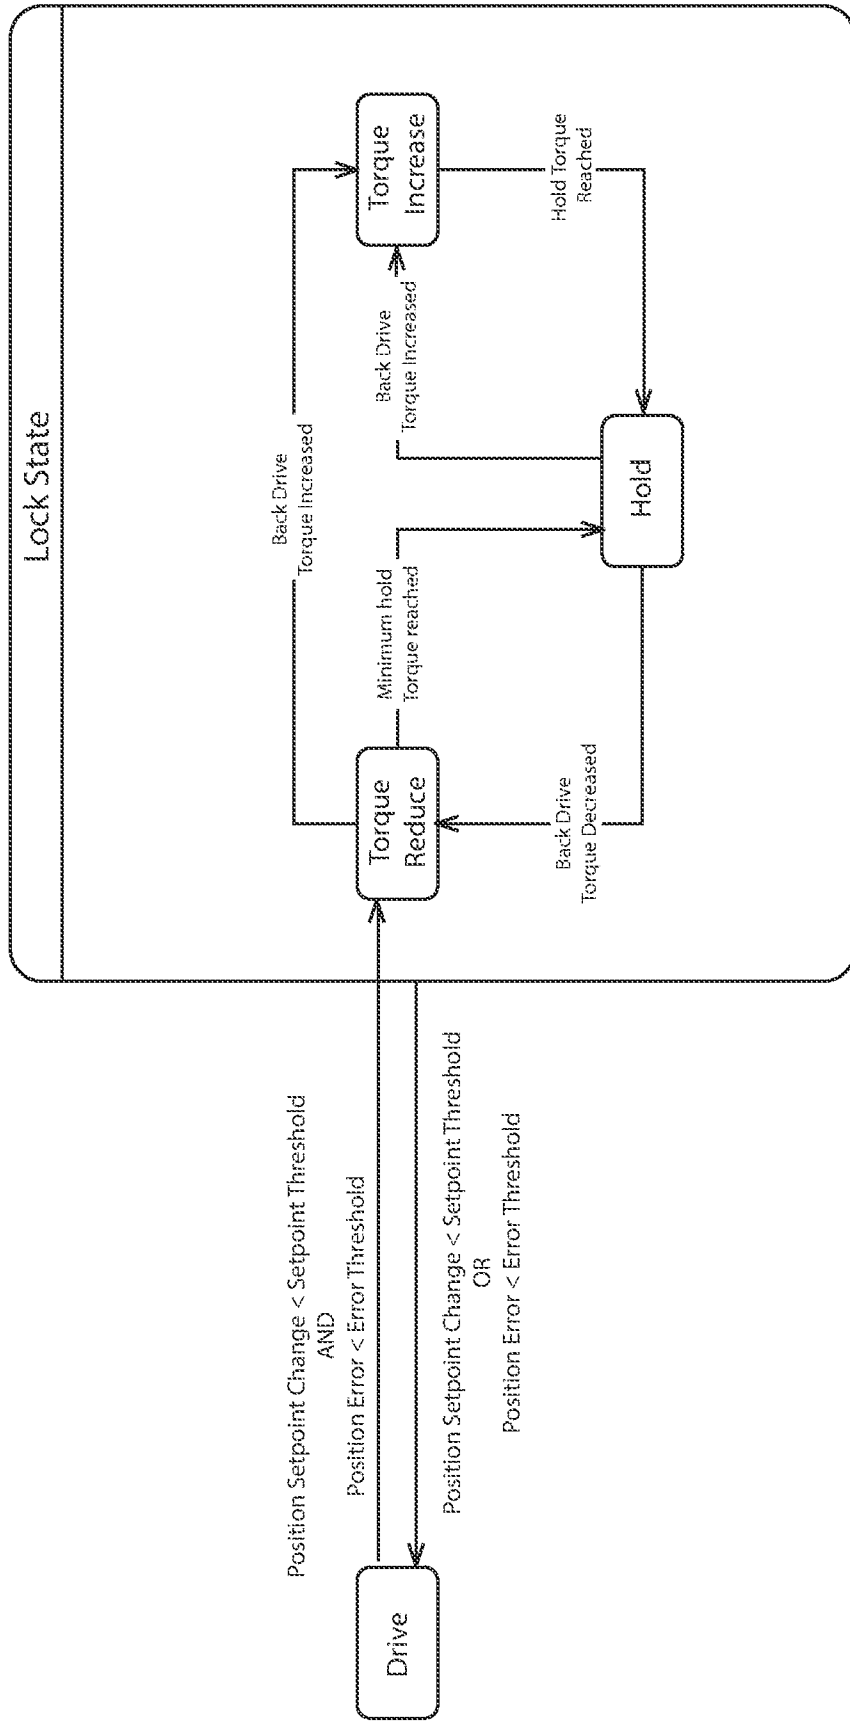 Lock State
Back Drive
Torque Increased
Torque
Increase
Back Drive
Torque Increased
Hold Torque
Reached
Minimum hold
Torque reached
Hold
Torque
Reduce
Back Drive
Torque Decreased
Position Setpoint Change < Setpoint Threshold
AND
Position Error < Error Threshold
Position Setpoint Change < Setpoint Threshold
OR
Position Error < Error Threshold
Drive